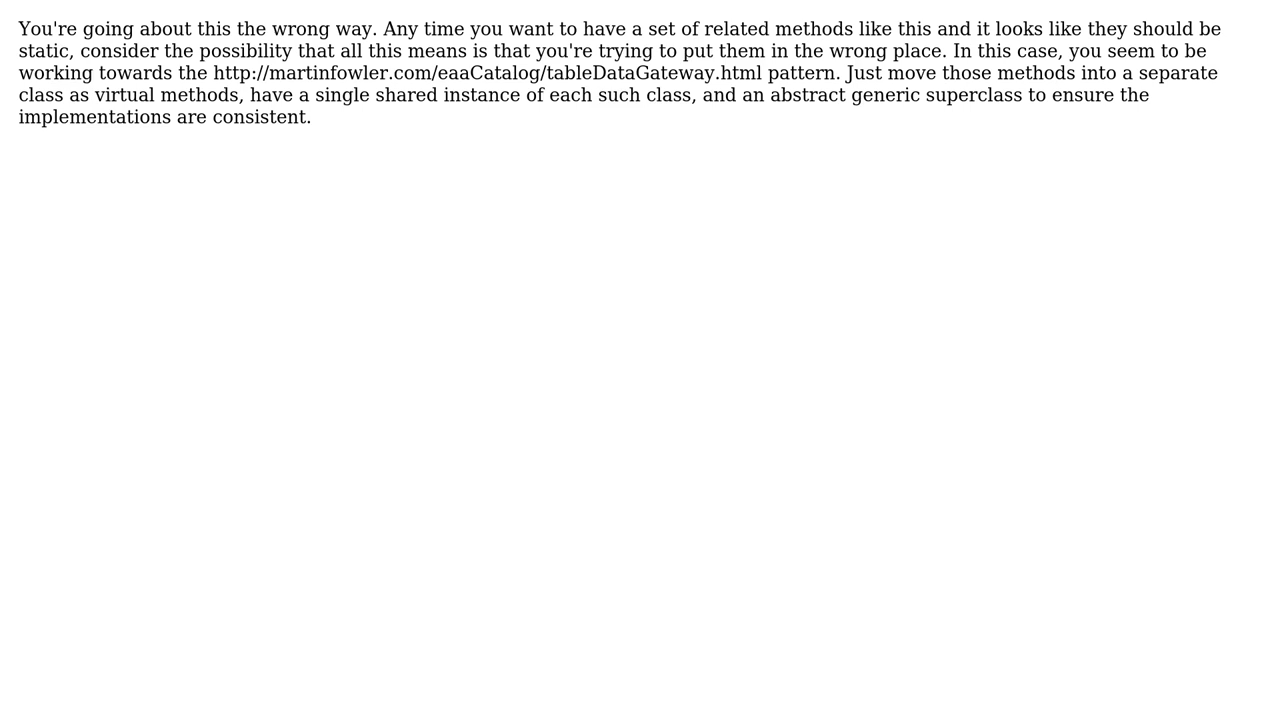 You're going about this the wrong way. Any time you want to have a set of related methods like this and it looks like they should be
static, consider the possibility that all this means is that you're trying to put them in the wrong place. In this case, you seem to be
working towards the http://martinfowler.com/eaaCatalog/tableDataGateway.html pattern. Just move those methods into a separate
class as virtual methods, have a single shared instance of each such class, and an abstract generic superclass to ensure the
implementations are consistent.